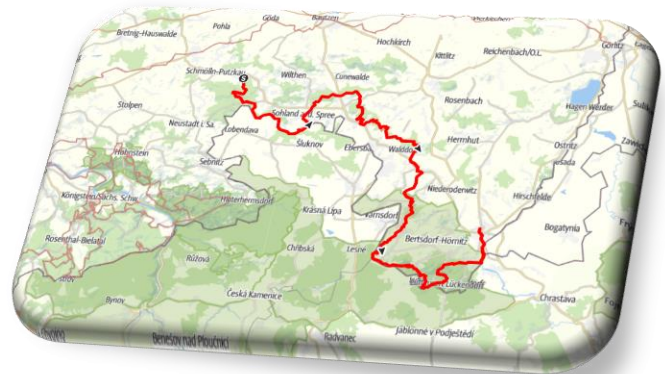 Pohla
Göda
Bautzen
Bretnig-Hauswalde
Hochkirch
Görlitz
Kittlitz
Reichenbach/O.L.
Schmölln-Putzkau
Wilthen
Cunewalde
S
Stolpen
Rosenbach
Hagen Werder
Sohland a.d. Spree
Neustadt i. Sa.
Lobendava
Herrnhut
Ostritz
Šluknov
Sebnitz
Hohnstein
Niederoderwitz
Hirschfelde
Königstein/Sächs. Schw.
Hinterhermsdorf
Krásná Lípa
Varnsdorf
Bogatynia
Rosenthal-Bielatal
Chřibská
Lesné
Bertsdorf-Hörnitz
Růžová
Lückendorf
Chrastava
Česká Kamenice
Bynov
Jablonné v Podještědí
Benešov nad Ploučnicí
Radvanec